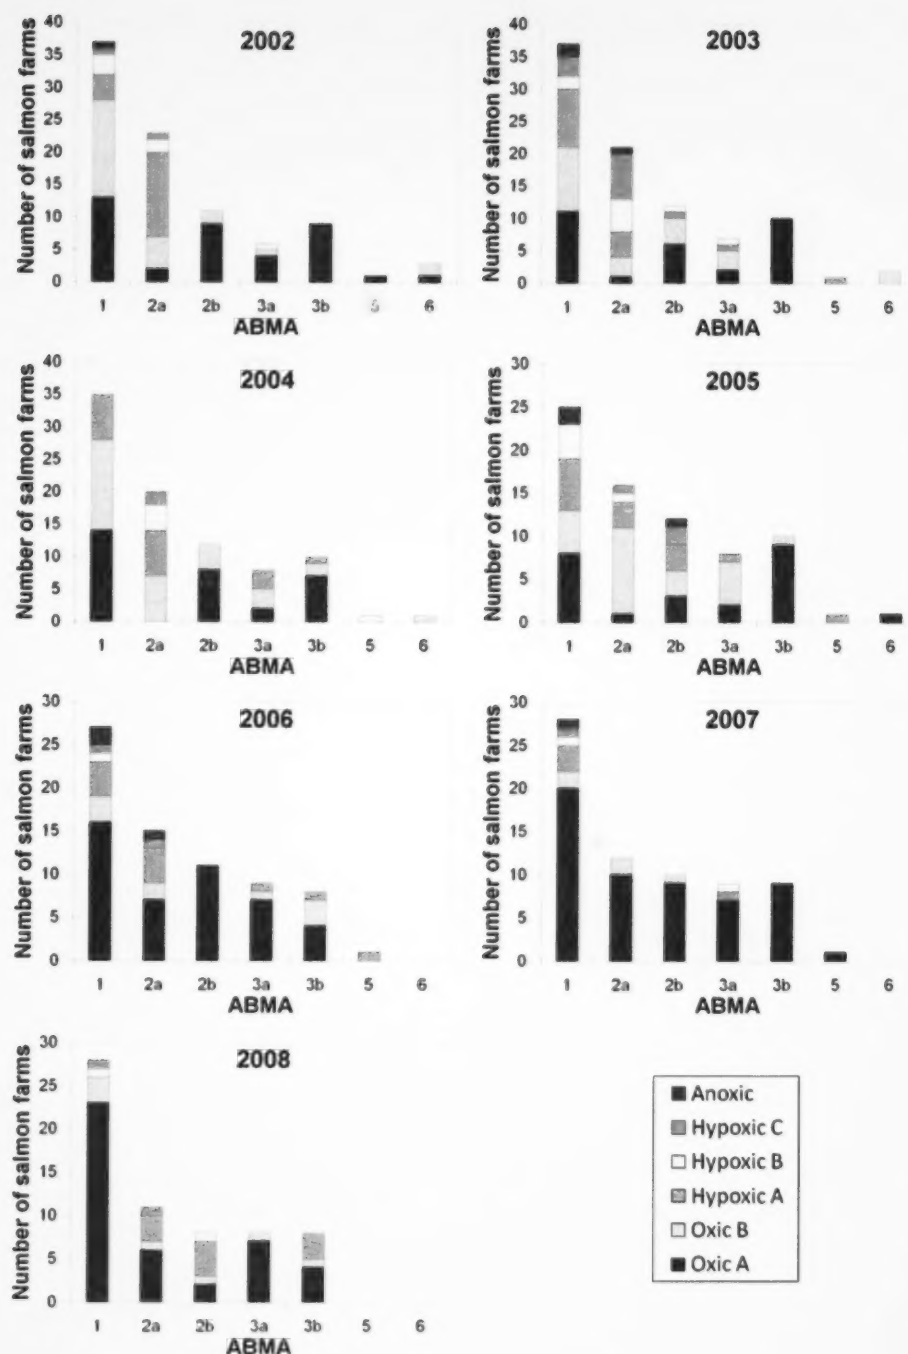 2002
Number of salmon farms
40
35
30
25
20
15
10
5
0
1 2a 2b 3a 3b 5 6
ABMA
2003
Number of salmon farms
40
35
30
25
20
15
10
5
0
1 2a 2b 3a 3b 5 6
ABMA
2004
Number of salmon farms
40
35
30
25
20
15
10
5
0
1 2a 2b 3a 3b 5 6
ABMA
2005
Number of salmon farms
30
25
20
15
10
5
0
1 2a 2b 3a 3b 5 6
ABMA
2006
Number of salmon farms
30
25
20
15
10
5
0
1 2a 2b 3a 3b 5 6
ABMA
2007
Number of salmon farms
30
25
20
15
10
5
0
1 2a 2b 3a 3b 5 6
ABMA
2008
Number of salmon farms
30
25
20
15
10
5
0
1 2a 2b 3a 3b 5 6
ABMA
Anoxic
Hypoxic C
Hypoxic B
Hypoxic A
Oxic B
Oxic A